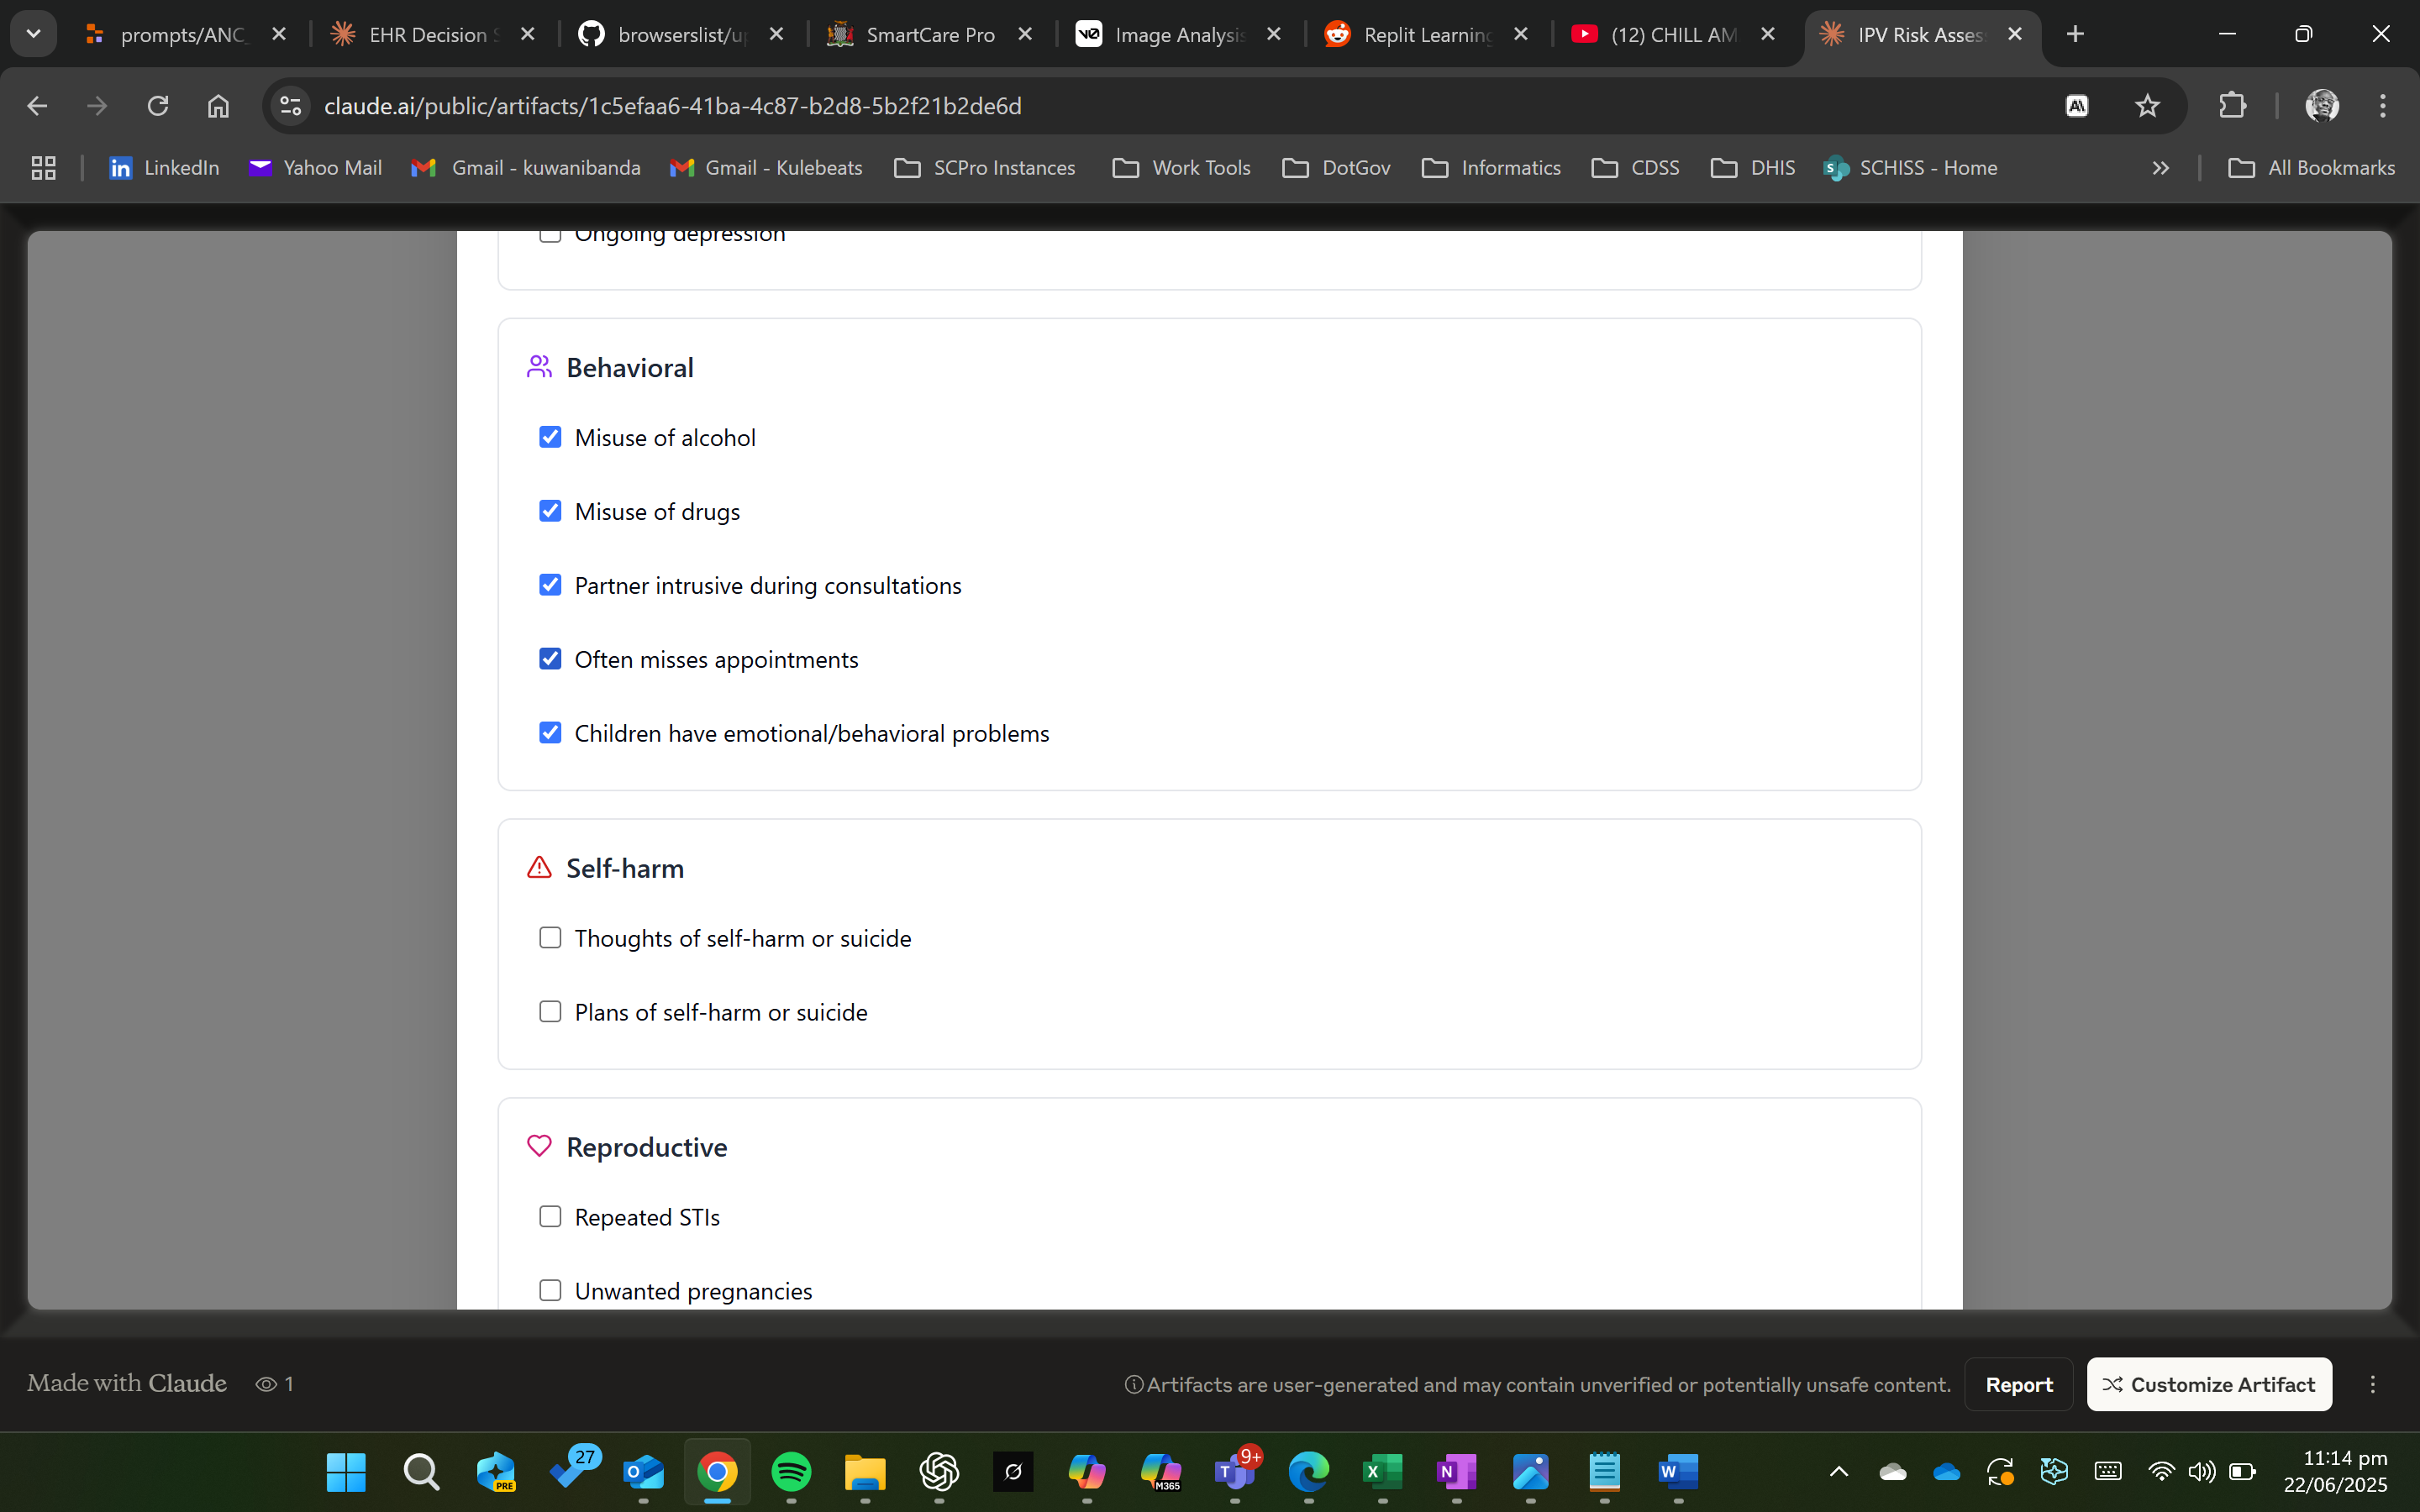 prompts/ANC_
EHR Decision S
browserslist/up
SmartCare Pro
Image Analysis
Replit Learning
(12) CHILL AM
IPV Risk Asses
claude.ai/public/artifacts/1c5efaa6-41ba-4c87-b2d8-5b2f21b2de6d
LinkedIn
Yahoo Mail
Gmail - kuwanibanda
Gmail - Kulebeats
SCPro Instances
Work Tools
DotGov
Informatics
CDSS
DHIS
SCHISS - Home
All Bookmarks
Ongoing depression
Behavioral
Misuse of alcohol
Misuse of drugs
Partner intrusive during consultations
Often misses appointments
Children have emotional/behavioral problems
Self-harm
Thoughts of self-harm or suicide
Plans of self-harm or suicide
Reproductive
Repeated STIs
Unwanted pregnancies
Made with Claude
1
Artifacts are user-generated and may contain unverified or potentially unsafe content.
Report
Customize Artifact
PRE
27
M365
9+
11:14 pm
22/06/2025